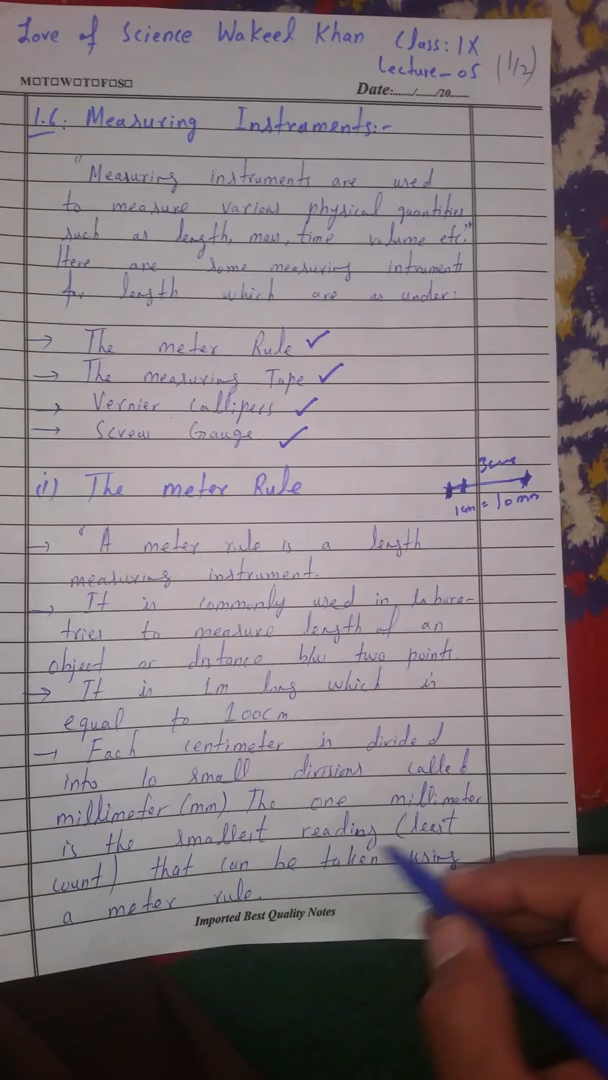 Love of Science Wakeel Khan Class: IX
Lecture-05 (1/2)
M□T□W□T□F□S□
Date:......./......./20.......
1.6: Measuring Instraments:-
"Measuring instruments are used
to measure various physical quantities
such as length, mass, time volume etc."
Here are some measuring intruments
for length which are as under:
→ The meter Rule ✓
→ The measuring Tape ✓
→ Vernier Callipers ✓
→ Screw Gauge ✓
3cm
(i) The meter Rule
1cm = 10 mm
→ "A meter rule is a length
measuring instrument.
→ It is commonly used in labora-
tries to measure length of an
object or distance b/w two points.
→ It is 1m long which is
equal to 100cm
→ Each centimeter is divided
into 10 small divisions called
millimeter (mm) The one millimeter
is the smallest reading (least
count) that can be taken using
a meter rule.
Imported Best Quality Notes